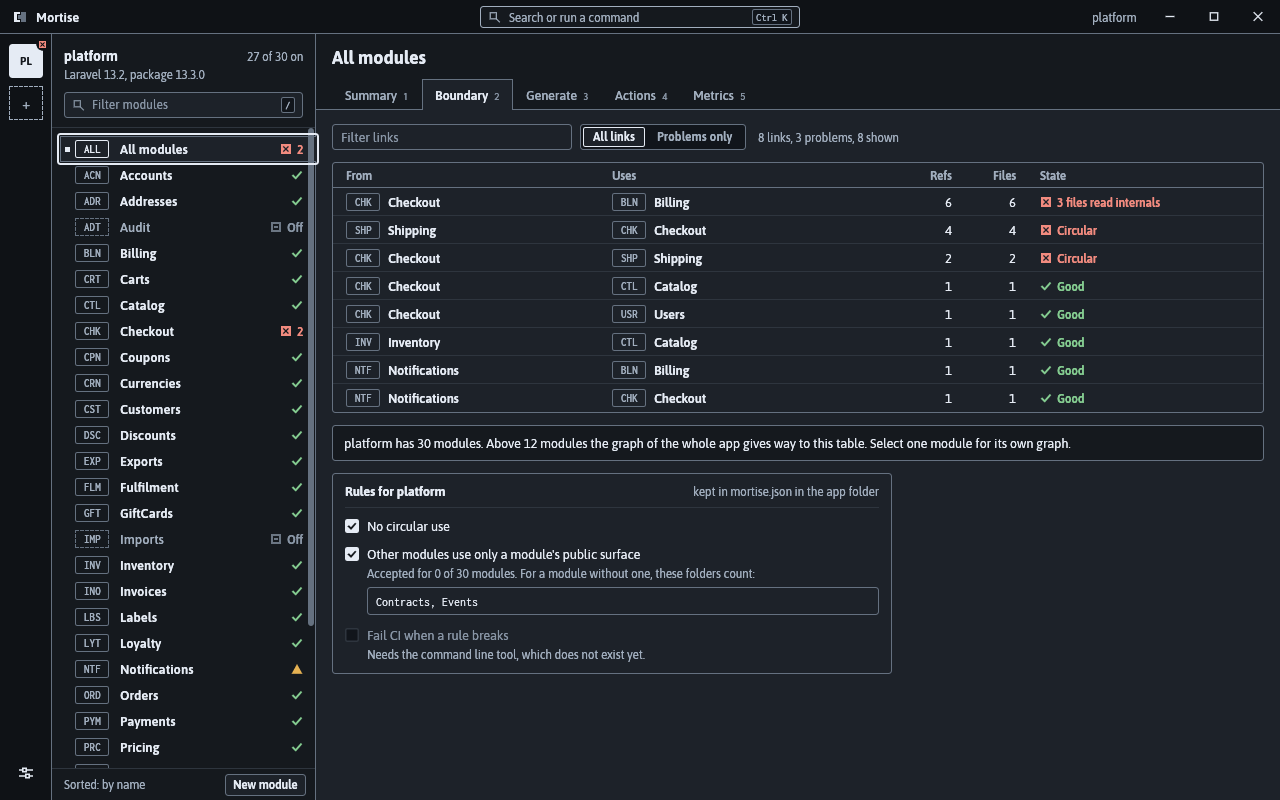 Mortise
Search or run a command Ctrl K
platform
PL
+
platform 27 of 30 on
Laravel 13.2, package 13.3.0
Filter modules /
ALL All modules 2
ACN Accounts
ADR Addresses
ADT Audit Off
BLN Billing
CRT Carts
CTL Catalog
CHK Checkout 2
CPN Coupons
CRN Currencies
CST Customers
DSC Discounts
EXP Exports
FLM Fulfilment
GFT GiftCards
IMP Imports Off
INV Inventory
INO Invoices
LBS Labels
LYT Loyalty
NTF Notifications
ORD Orders
PYM Payments
PRC Pricing
Sorted: by name New module
All modules
Summary 1 Boundary 2 Generate 3 Actions 4 Metrics 5
Filter links All links Problems only 8 links, 3 problems, 8 shown
From Uses Refs Files State
CHK Checkout BLN Billing 6 6 3 files read internals
SHP Shipping CHK Checkout 4 4 Circular
CHK Checkout SHP Shipping 2 2 Circular
CHK Checkout CTL Catalog 1 1 Good
CHK Checkout USR Users 1 1 Good
INV Inventory CTL Catalog 1 1 Good
NTF Notifications BLN Billing 1 1 Good
NTF Notifications CHK Checkout 1 1 Good
platform has 30 modules. Above 12 modules the graph of the whole app gives way to this table. Select one module for its own graph.
Rules for platform kept in mortise.json in the app folder
No circular use
Other modules use only a module's public surface
Accepted for 0 of 30 modules. For a module without one, these folders count:
Contracts, Events
Fail CI when a rule breaks
Needs the command line tool, which does not exist yet.